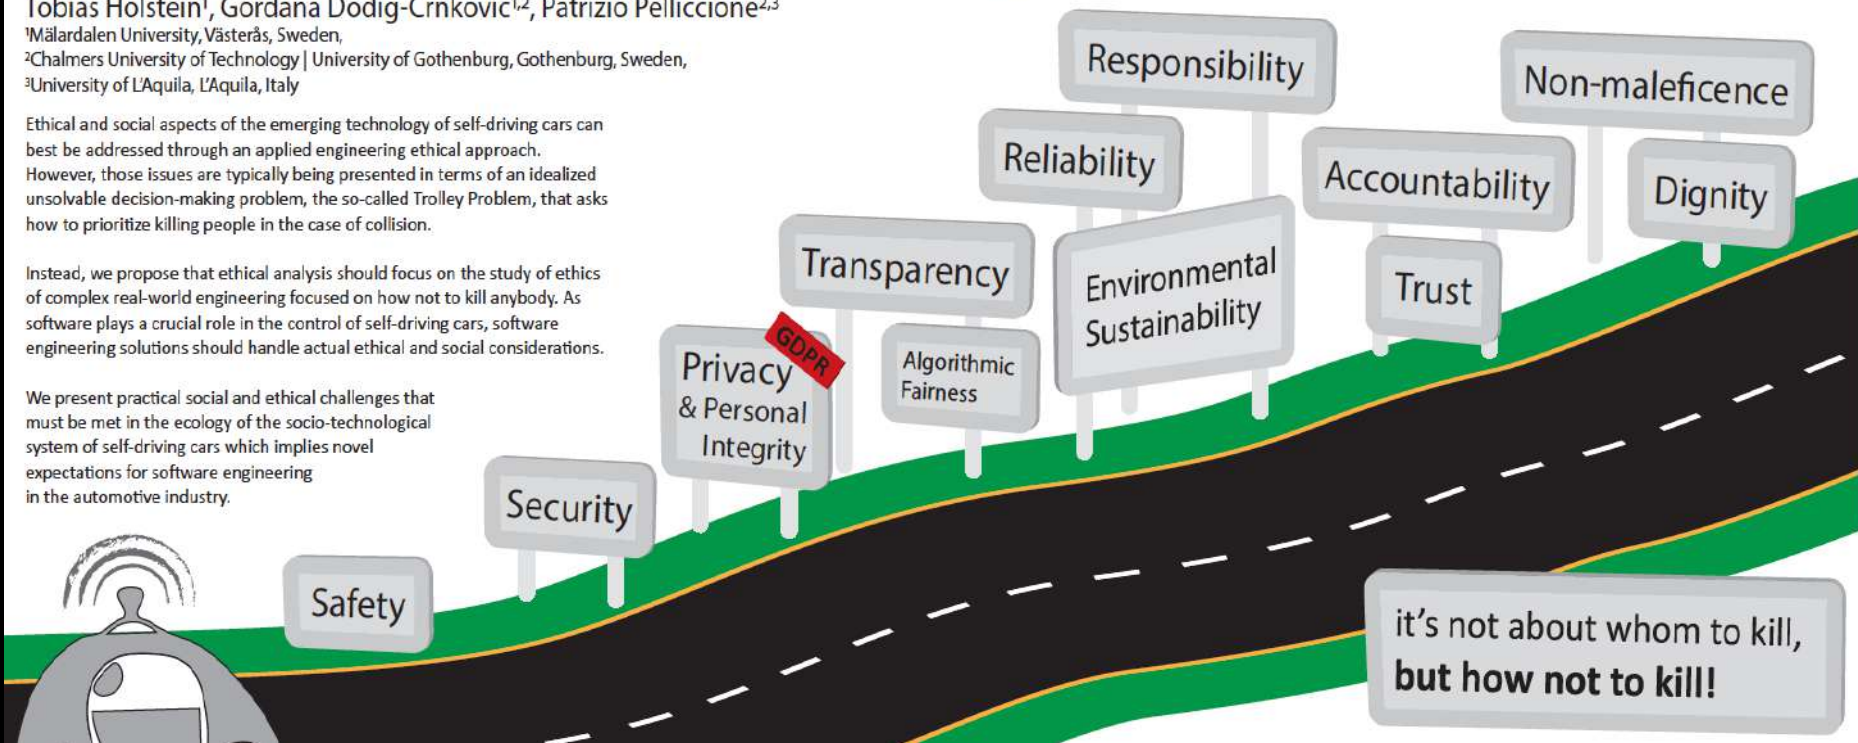 Tobias Holstein¹, Gordana Dodig-Crnkovic¹,², Patrizio Pelliccione²,³
¹Mälardalen University, Västerås, Sweden,
²Chalmers University of Technology | University of Gothenburg, Gothenburg, Sweden,
³University of L'Aquila, L'Aquila, Italy
Ethical and social aspects of the emerging technology of self-driving cars can
best be addressed through an applied engineering ethical approach.
However, those issues are typically being presented in terms of an idealized
unsolvable decision-making problem, the so-called Trolley Problem, that asks
how to prioritize killing people in the case of collision.
Instead, we propose that ethical analysis should focus on the study of ethics
of complex real-world engineering focused on how not to kill anybody. As
software plays a crucial role in the control of self-driving cars, software
engineering solutions should handle actual ethical and social considerations.
We present practical social and ethical challenges that
must be met in the ecology of the socio-technological
system of self-driving cars which implies novel
expectations for software engineering
in the automotive industry.
Safety
Security
Privacy
& Personal
Integrity
GDPR
Transparency
Algorithmic
Fairness
Reliability
Responsibility
Environmental
Sustainability
Accountability
Trust
Non-maleficence
Dignity
it's not about whom to kill,
but how not to kill!